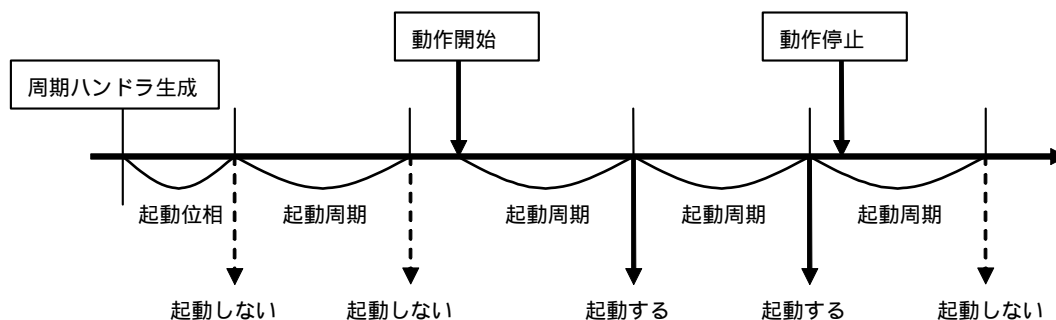 動作開始
動作停止
周期ハンドラ生成
起動位相
起動周期
起動周期
起動周期
起動周期
起動しない
起動しない
起動する
起動する
起動しない